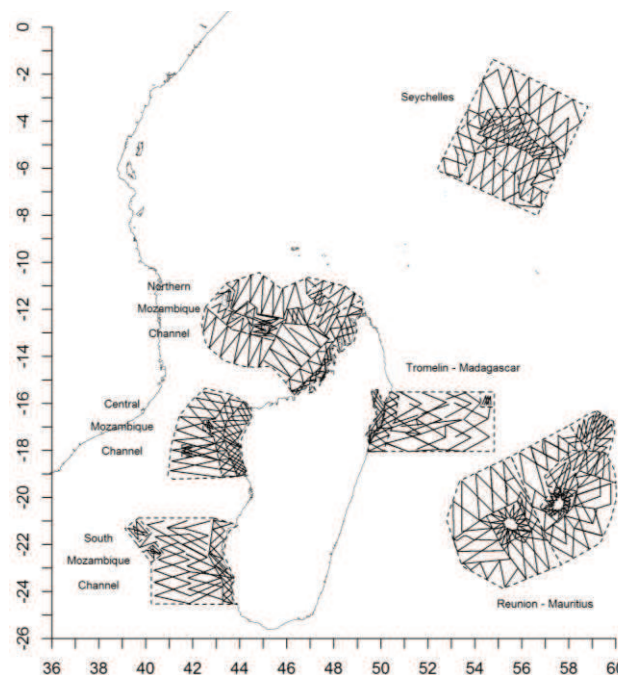 0
-2
Seychelles
-4
-6
-8
-10
Northern
-12
Mozambique
Channel
-14
Tromelin - Madagascar
Central
-16
Mozambique
Channel
-18
-20
South
-22
Mozambique
Channel
-24
Reunion - Mauritius
-26
36 38 40 42 44 46 48 50 52 54 56 58 60